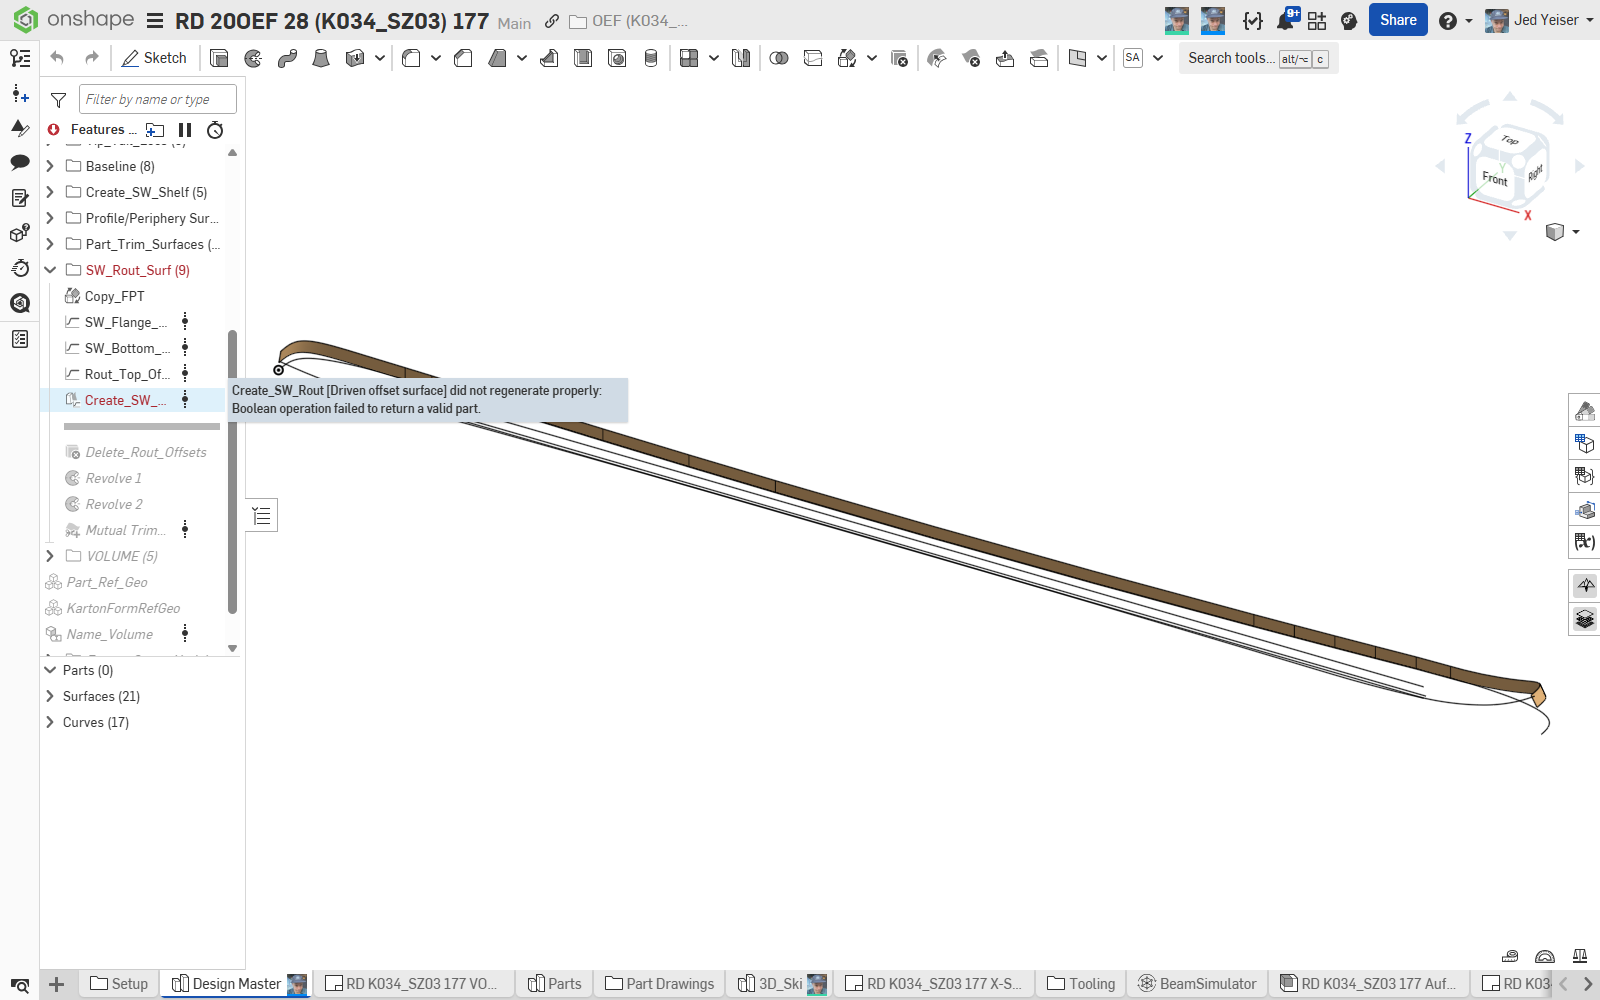 onshape
RD 20OEF 28 (K034_SZ03) 177 Main
OEF (K034_...
9+
Share
Jed Yeiser
Sketch
SA
Search tools... alt/⌥ c
Filter by name or type
Features ...
Baseline (8)
Create_SW_Shelf (5)
Profile/Periphery Sur...
Part_Trim_Surfaces (...
SW_Rout_Surf (9)
Copy_FPT
SW_Flange_...
SW_Bottom_...
Rout_Top_Of...
Create_SW_...
Create_SW_Rout [Driven offset surface] did not regenerate properly:
Boolean operation failed to return a valid part.
Delete_Rout_Offsets
Revolve 1
Revolve 2
Mutual Trim...
VOLUME (5)
Part_Ref_Geo
KartonFormRefGeo
Name_Volume
Parts (0)
Surfaces (21)
Curves (17)
Z
Top
Y
Front
Right
X
Setup
Design Master
RD K034_SZ03 177 VO...
Parts
Part Drawings
3D_Ski
RD K034_SZ03 177 X-S...
Tooling
BeamSimulator
RD K034_SZ03 177 Auf...
RD K03